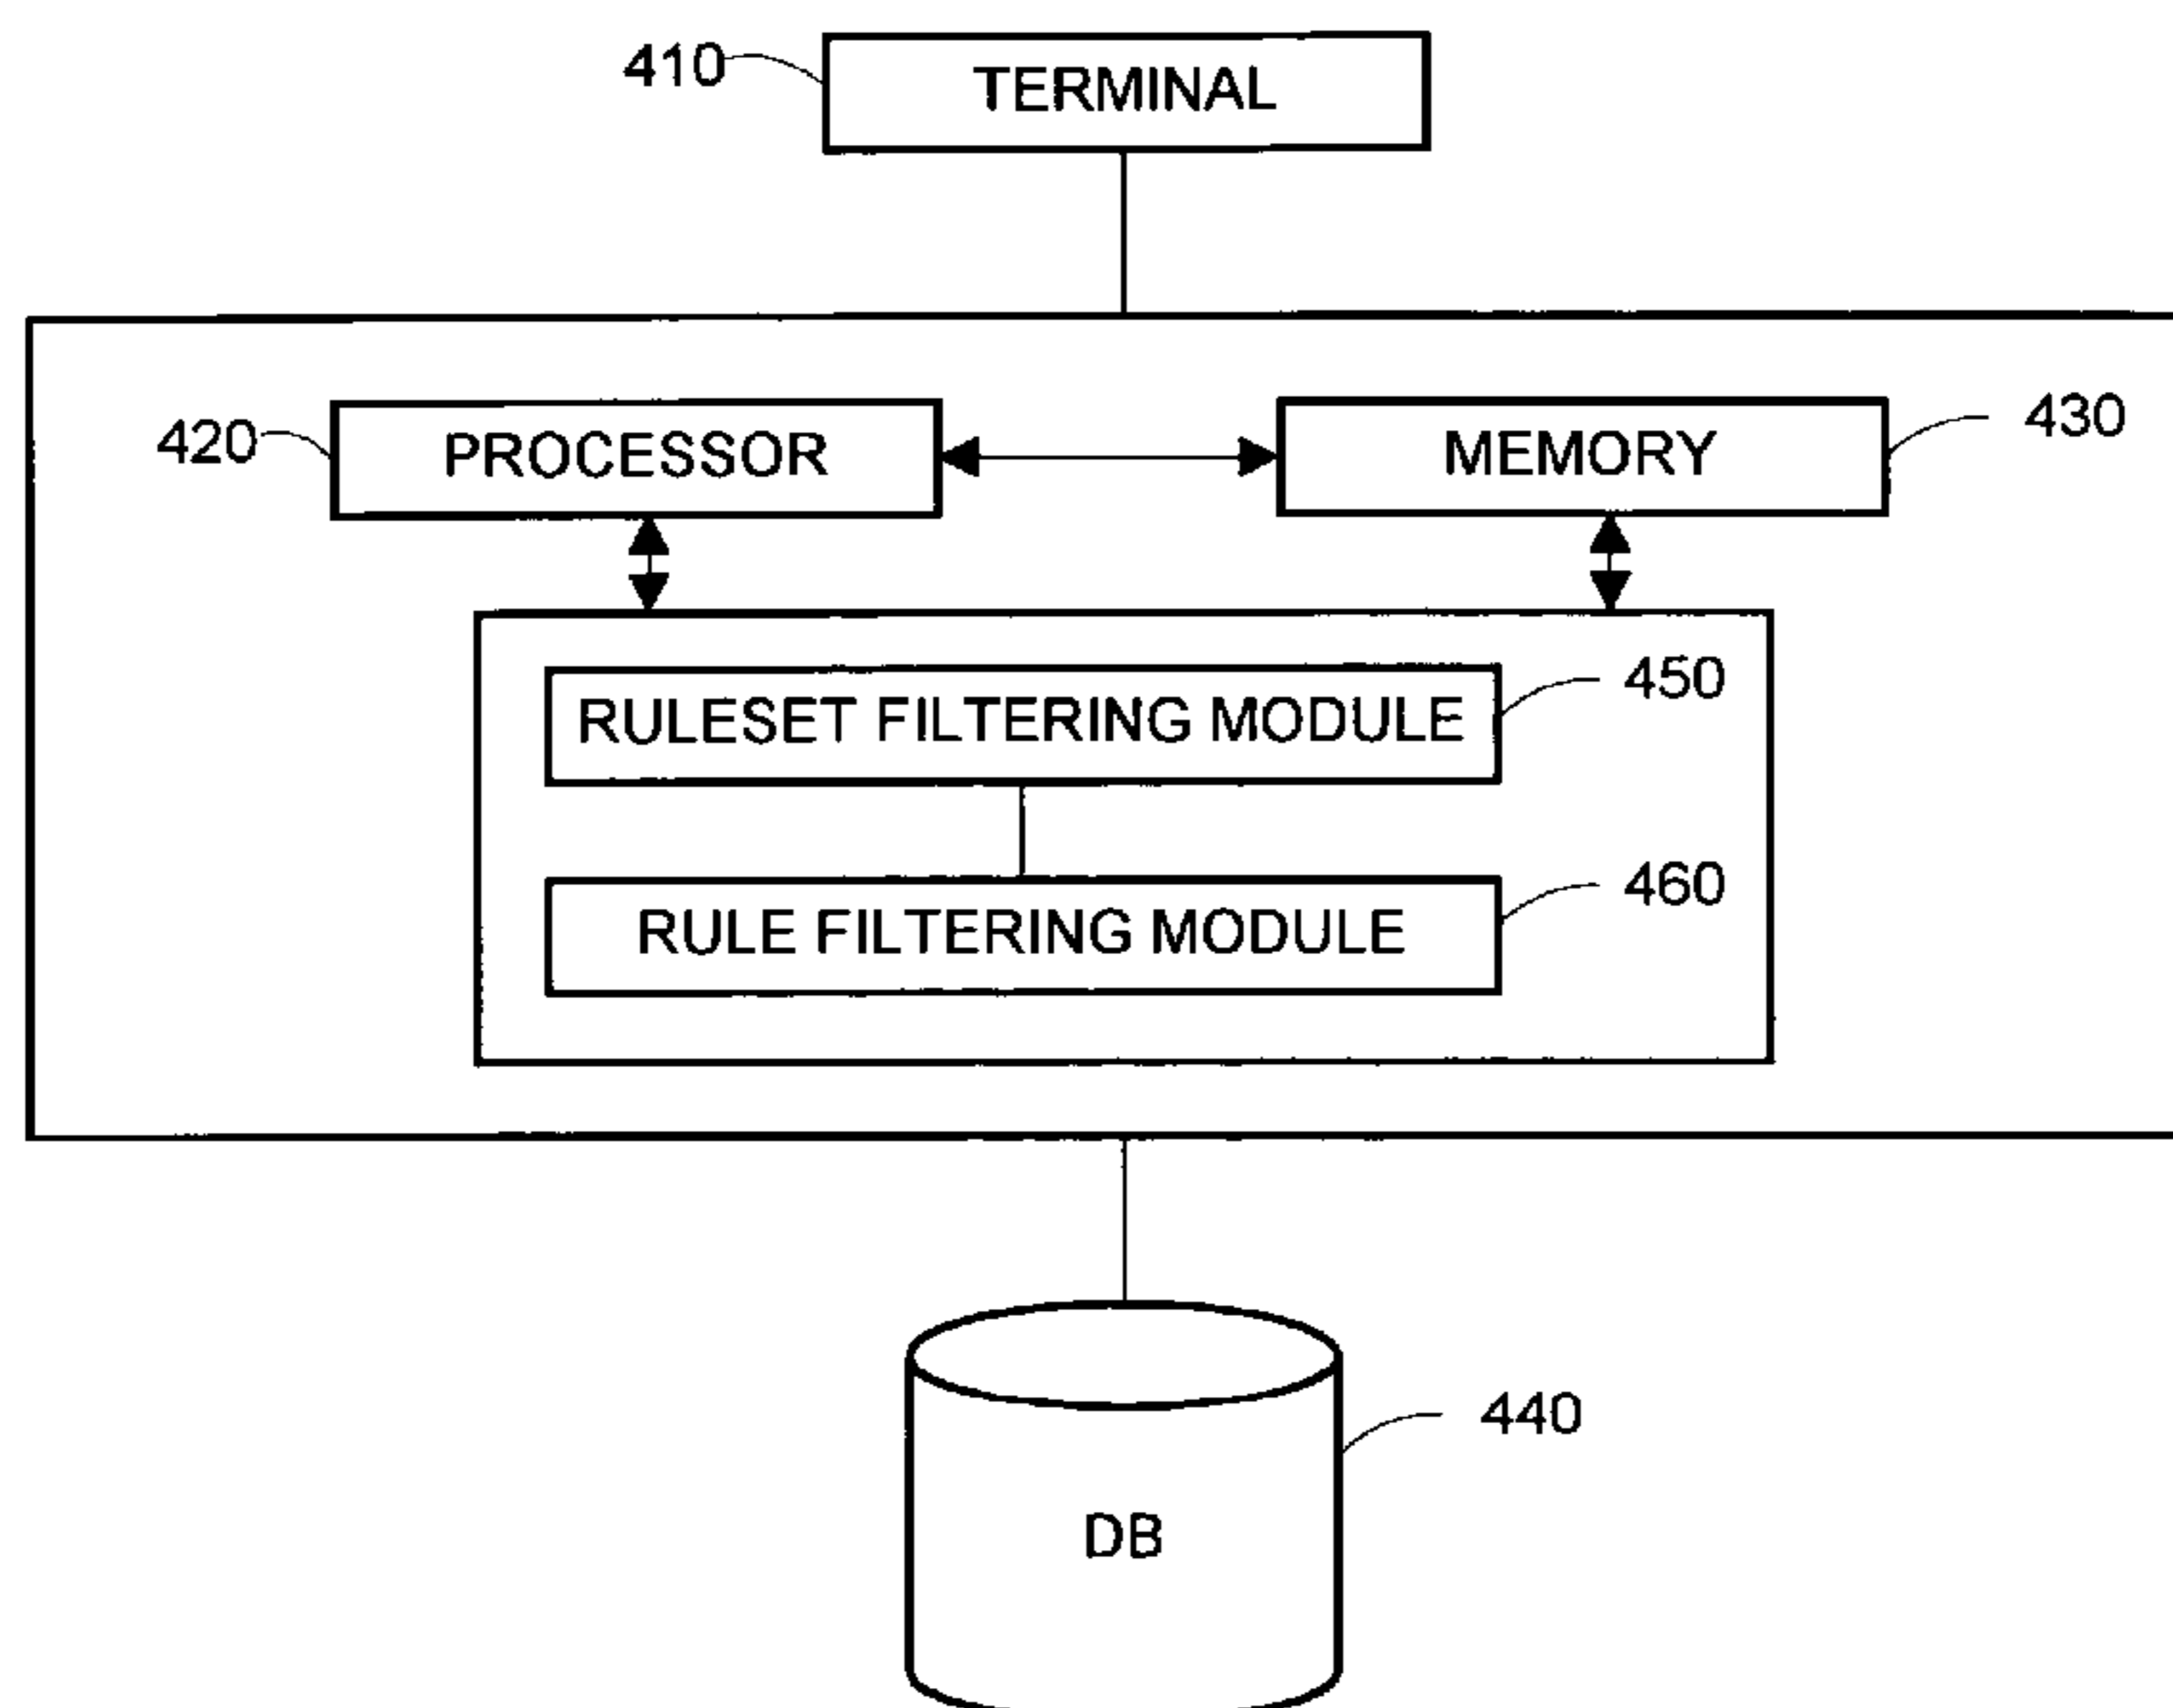 410
TERMINAL
420
PROCESSOR
MEMORY
430
RULESET FILTERING MODULE
450
RULE FILTERING MODULE
460
440
DB